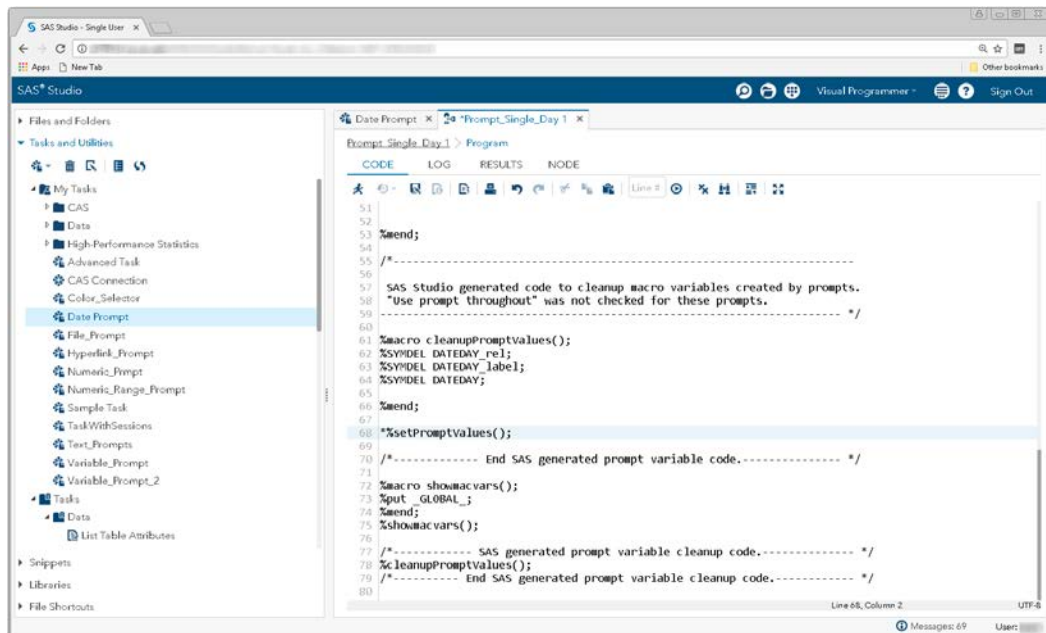 SAS Studio - Single User
Apps New Tab Other bookmarks
SAS® Studio Visual Programmer Sign Out
Files and Folders
Tasks and Utilities
My Tasks
CAS
Data
High-Performance Statistics
Advanced Task
CAS Connection
Color_Selector
Date Prompt
File_Prompt
Hyperlink_Prompt
Numeric_Prmpt
Numeric_Range_Prompt
Sample Task
TaskWithSessions
Text_Prompts
Variable_Prompt
Variable_Prompt_2
Tasks
Data
List Table Attributes
Snippets
Libraries
File Shortcuts
Date Prompt *Prompt_Single_Day 1
Prompt_Single_Day 1 > Program
CODE LOG RESULTS NODE
Line #
51
52
53 %mend;
54
55 /*--------------------------------------------------------------------
56
57 SAS Studio generated code to cleanup macro variables created by prompts.
58 "Use prompt throughout" was not checked for these prompts.
59 -------------------------------------------------------------------- */
60
61 %macro cleanupPromptValues();
62 %SYMDEL DATEDAY_rel;
63 %SYMDEL DATEDAY_label;
64 %SYMDEL DATEDAY;
65
66 %mend;
67
68 *%setPromptValues();
69
70 /*------------- End SAS generated prompt variable code.--------------- */
71
72 %macro showmacvars();
73 %put _GLOBAL_;
74 %mend;
75 %showmacvars();
76
77 /*------------ SAS generated prompt variable cleanup code.-------------- */
78 %cleanupPromptValues();
79 /*---------- End SAS generated prompt variable cleanup code.------------ */
80
Line 68, Column 2 UTF-8
Messages: 69 User: